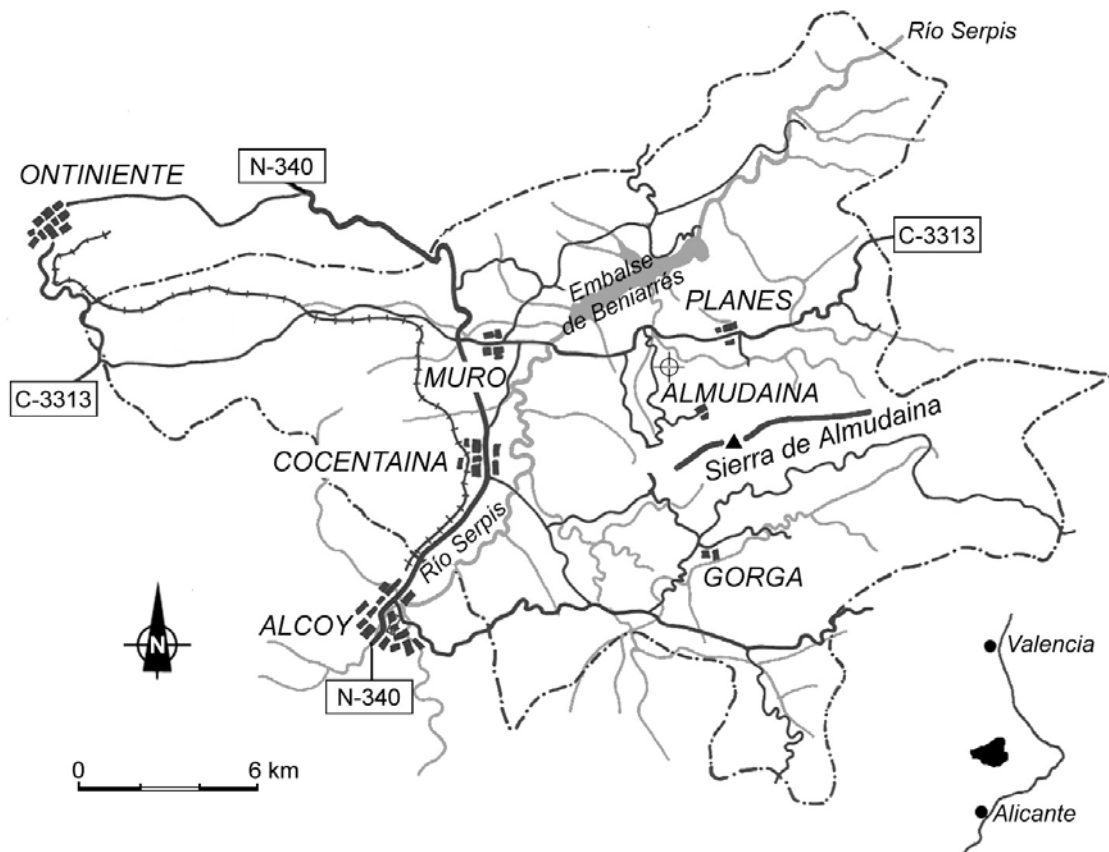 Río Serpis
N-340
ONTINIENTE
C-3313
Embalse
de Beniarrés
PLANES
MURO
C-3313
ALMUDAINA
Sierra de Almudaina
COCENTAINA
Río Serpis
GORGA
ALCOY
N
Valencia
N-340
0 6 km
Alicante